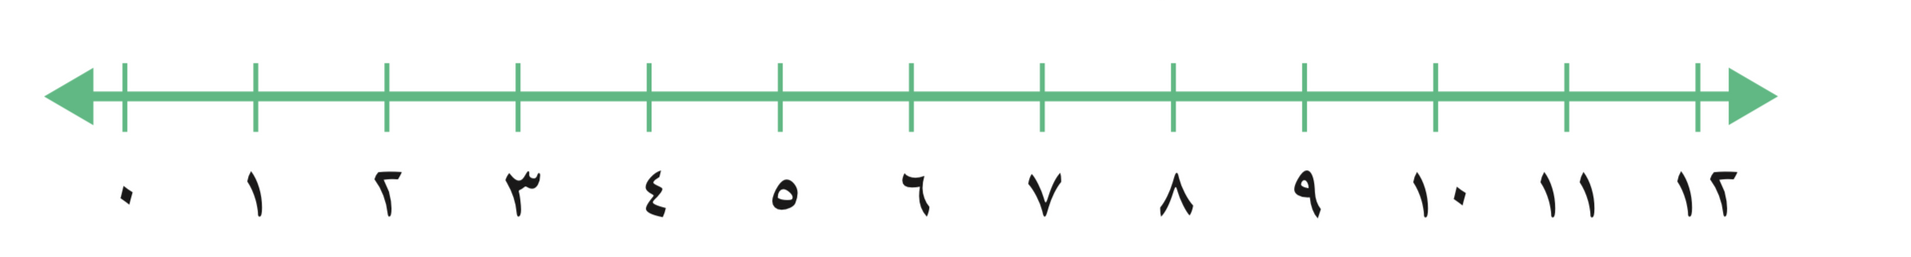 ٠ ١ ٢ ٣ ٤ ٥ ٦ ٧ ٨ ٩ ١٠ ١١ ١٢